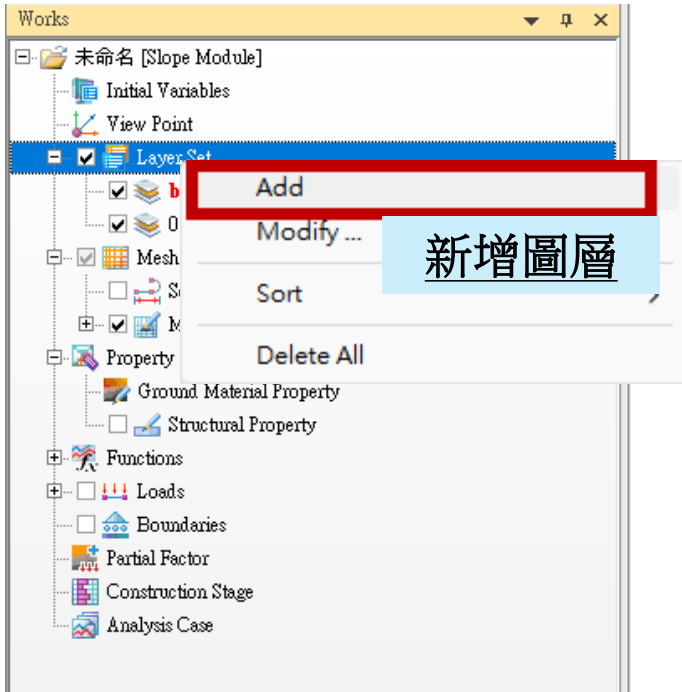 Works
未命名 [Slope Module]
Initial Variables
View Point
Layer Set
Add
b
0
Modify ...
新增圖層
Mesh
Sort
S
M
Delete All
Property
Ground Material Property
Structural Property
Functions
Loads
Boundaries
Partial Factor
Construction Stage
Analysis Case